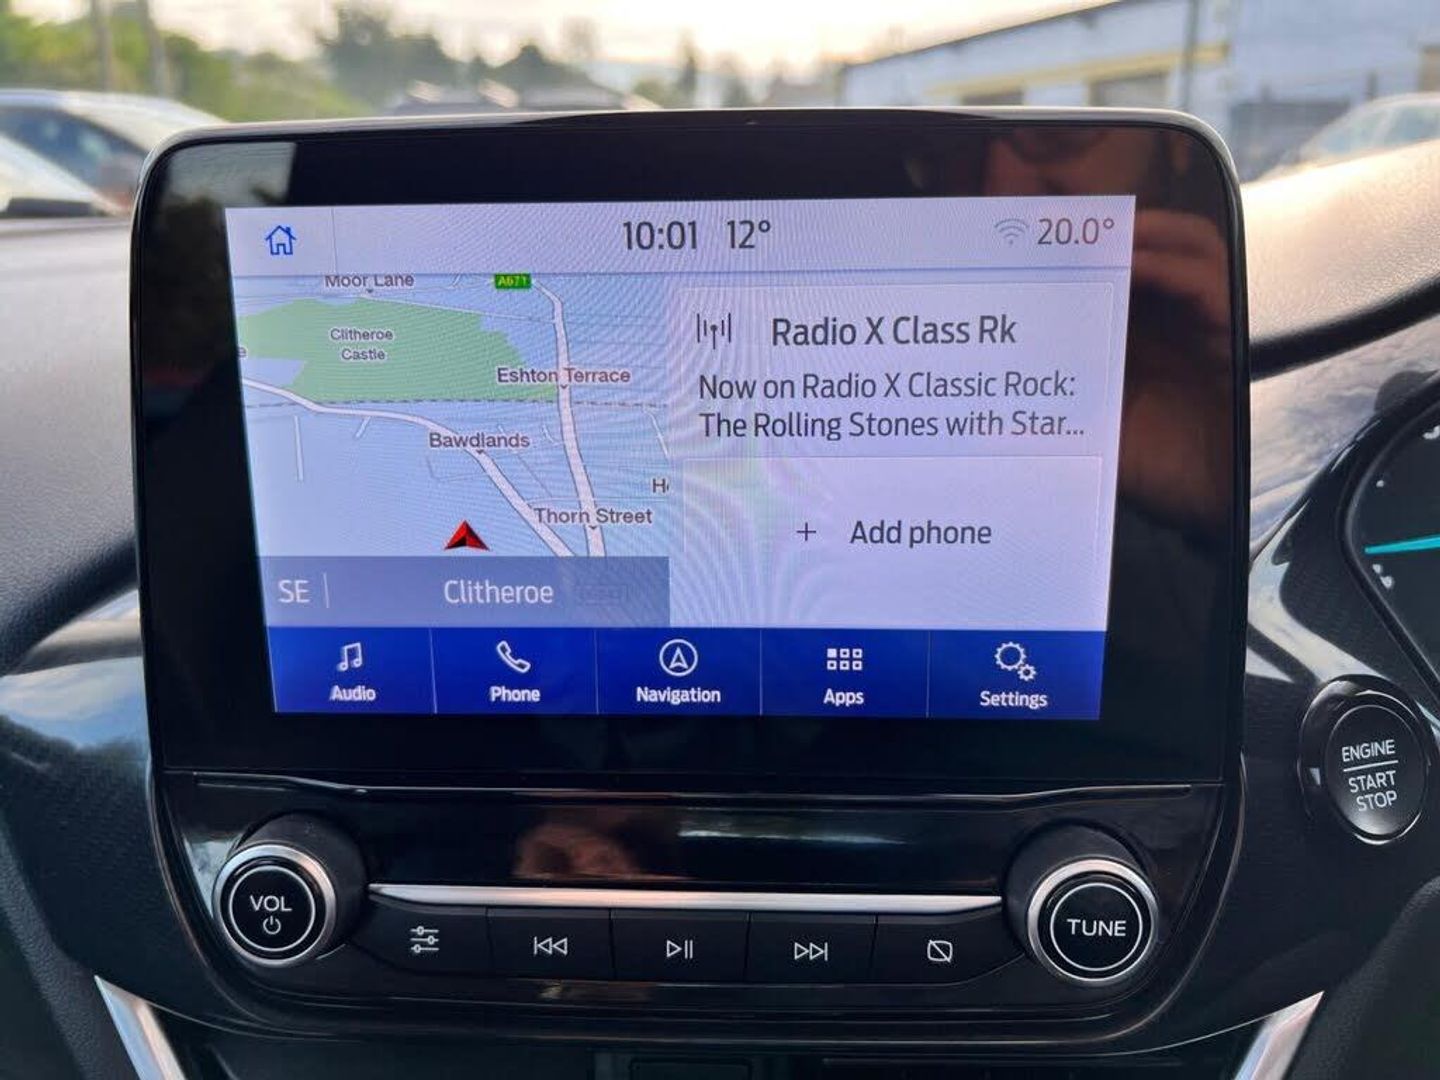 10:01 12° 20.0°
Moor Lane
A671
Clitheroe
Castle
Eshton Terrace
Bawdlands
Thorn Street
SE
Clitheroe
Radio X Class Rk
Now on Radio X Classic Rock:
The Rolling Stones with Star...
+ Add phone
Audio
Phone
Navigation
Apps
Settings
ENGINE
START
STOP
VOL
TUNE